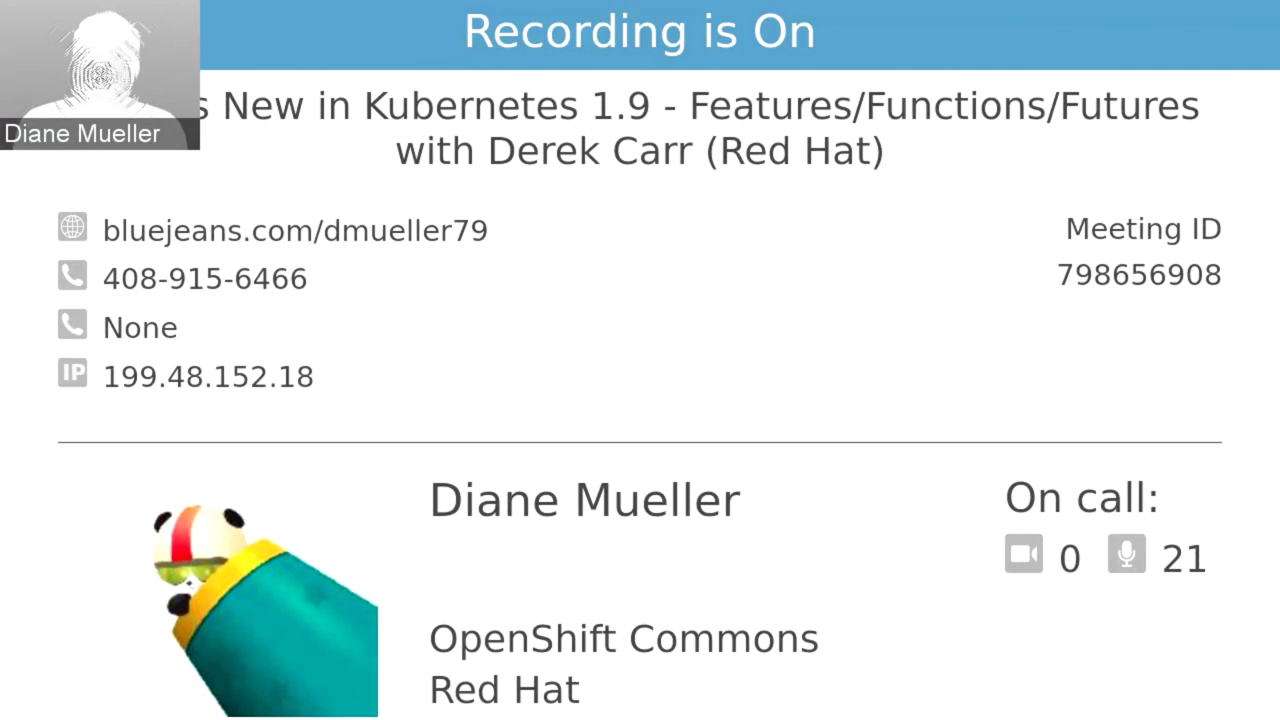 Recording is On
Diane Mueller
s New in Kubernetes 1.9 - Features/Functions/Futures
with Derek Carr (Red Hat)
bluejeans.com/dmueller79
408-915-6466
None
IP 199.48.152.18
Meeting ID
798656908
Diane Mueller
OpenShift Commons
Red Hat
On call:
0 21